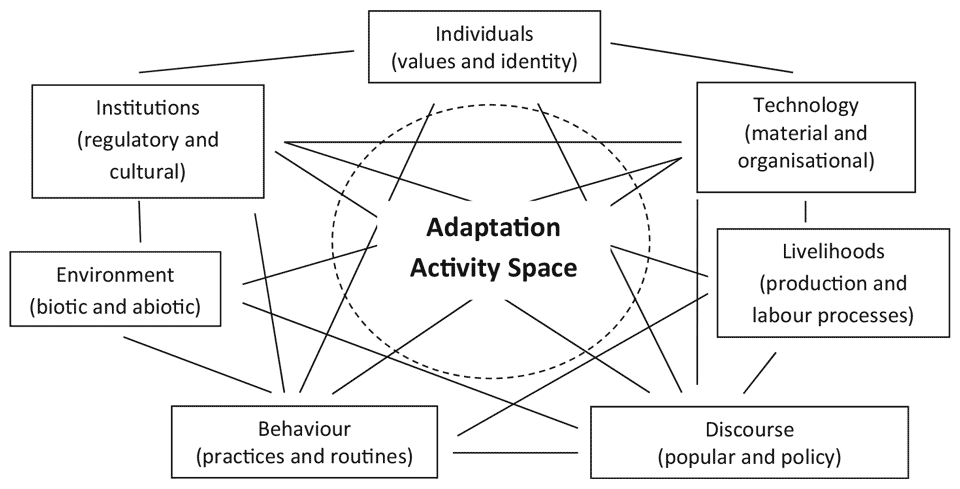 Individuals
(values and identity)
Institutions
(regulatory and
cultural)
Technology
(material and
organisational)
Adaptation
Activity Space
Environment
(biotic and abiotic)
Livelihoods
(production and
labour processes)
Behaviour
(practices and routines)
Discourse
(popular and policy)